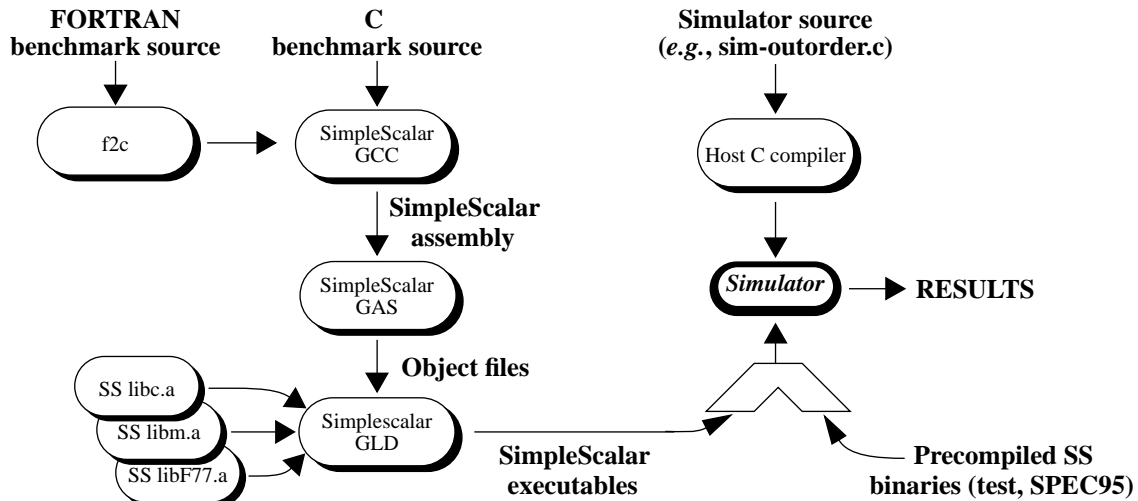 FORTRAN
benchmark source
C
benchmark source
Simulator source
(e.g., sim-outorder.c)
f2c
SimpleScalar
GCC
Host C compiler
SimpleScalar
assembly
SimpleScalar
GAS
Simulator
RESULTS
Object files
SS libc.a
SS libm.a
SS libF77.a
Simplescalar
GLD
SimpleScalar
executables
Precompiled SS
binaries (test, SPEC95)